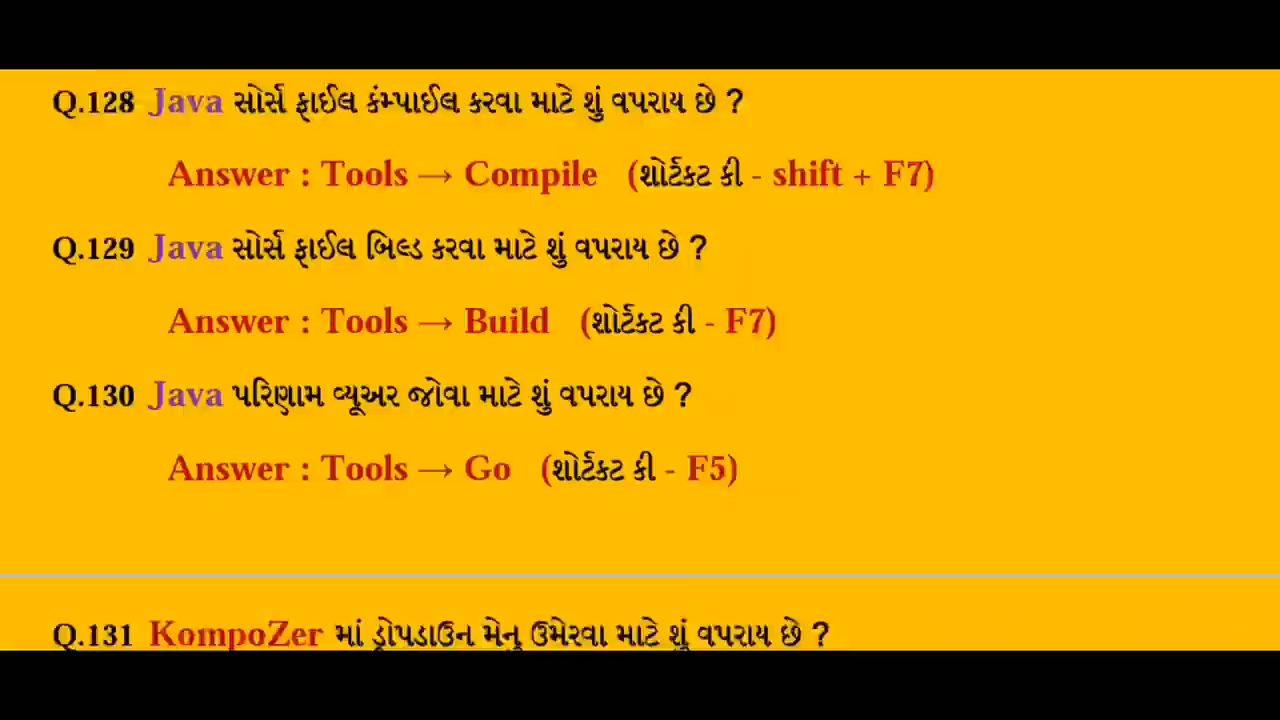 Q.128 Java સોર્સ ફાઈલ કંમ્પાઈલ કરવા માટે શું વપરાય છે ?
Answer : Tools → Compile (શોર્ટકટ કી - shift + F7)
Q.129 Java સોર્સ ફાઈલ બિલ્ડ કરવા માટે શું વપરાય છે ?
Answer : Tools → Build (શોર્ટકટ કી - F7)
Q.130 Java પરિણામ વ્યૂઅર જોવા માટે શું વપરાય છે ?
Answer : Tools → Go (શોર્ટકટ કી - F5)
Q.131 KompoZer માં ડ્રોપડાઉન મેનુ ઉમેરવા માટે શું વપરાય છે ?